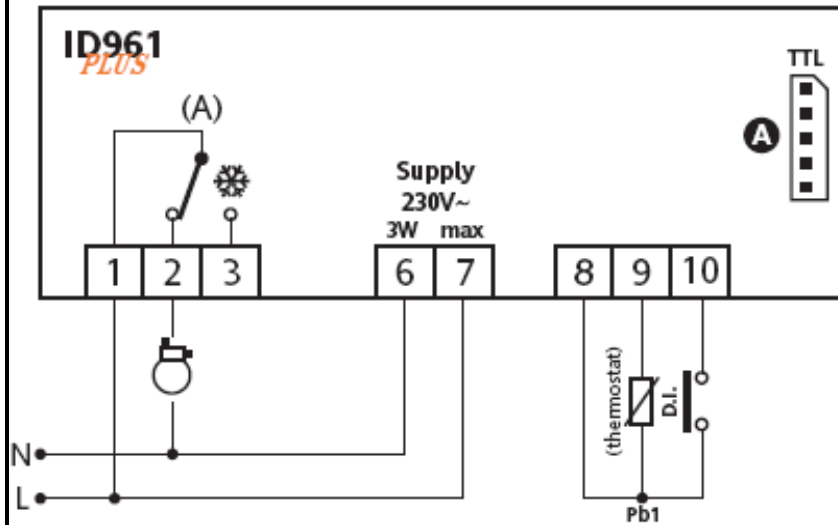 ID961
PLUS
TTL
(A)
A
Supply
230V~
3W max
1 2 3 6 7 8 9 10
(thermostat)
D.I.
N
L
Pb1